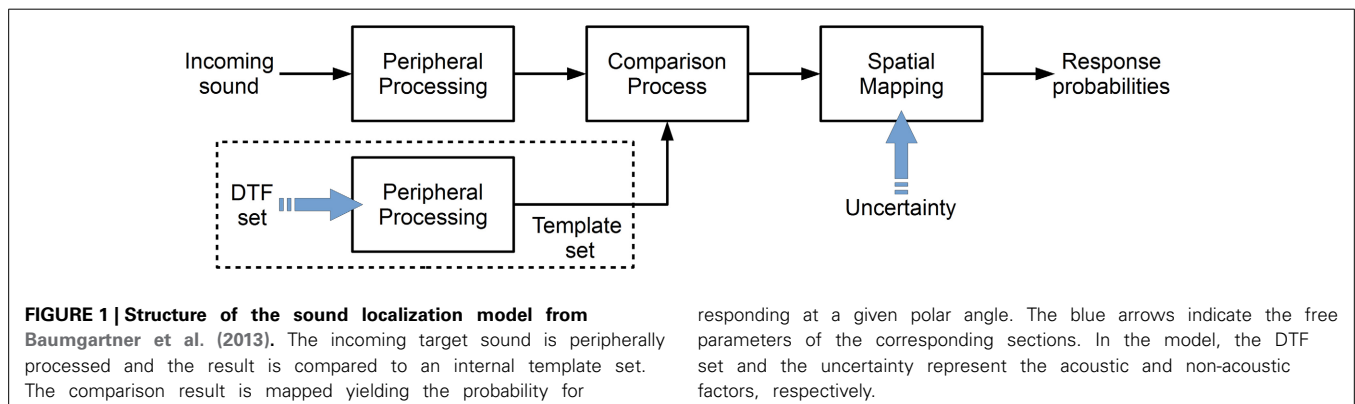 Incoming
sound
Peripheral
Processing
Comparison
Process
Spatial
Mapping
Response
probabilities
DTF
set
Peripheral
Processing
Template
set
Uncertainty
FIGURE 1 | Structure of the sound localization model from
Baumgartner et al. (2013). The incoming target sound is peripherally
processed and the result is compared to an internal template set.
The comparison result is mapped yielding the probability for
responding at a given polar angle. The blue arrows indicate the free
parameters of the corresponding sections. In the model, the DTF
set and the uncertainty represent the acoustic and non-acoustic
factors, respectively.